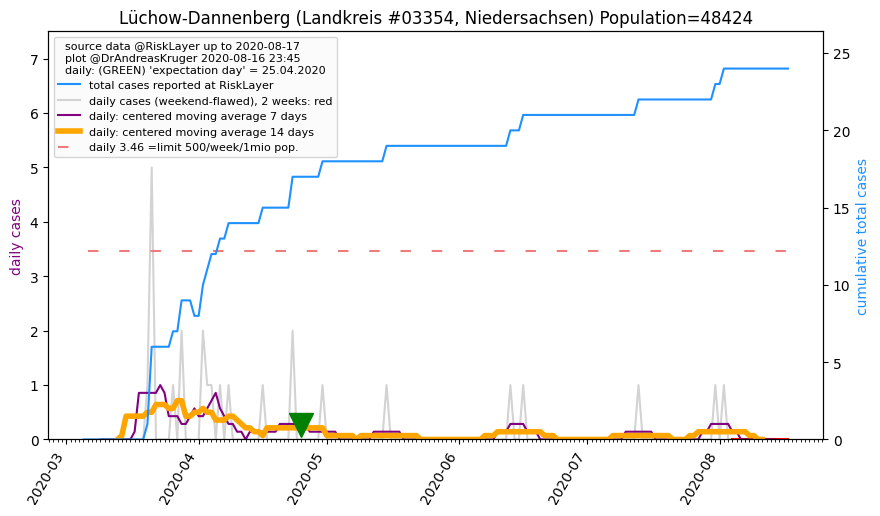 Lüchow-Dannenberg (Landkreis #03354, Niedersachsen) Population=48424
source data @RiskLayer up to 2020-08-17
plot @DrAndreasKruger 2020-08-16 23:45
daily: (GREEN) 'expectation day' = 25.04.2020
total cases reported at RiskLayer
daily cases (weekend-flawed), 2 weeks: red
daily: centered moving average 7 days
daily: centered moving average 14 days
daily 3.46 =limit 500/week/1mio pop.
daily cases
7
6
5
4
3
2
1
0
cumulative total cases
25
20
15
10
5
0
2020-03
2020-04
2020-05
2020-06
2020-07
2020-08